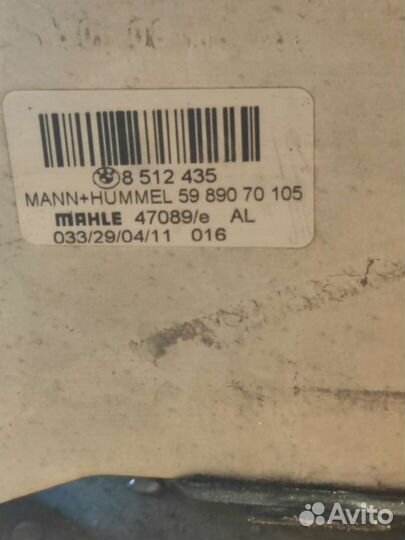 8 512 435
MANN+HUMMEL 59 890 70 105
MAHLE 47089/e AL
033/29/04/11 016
Avito